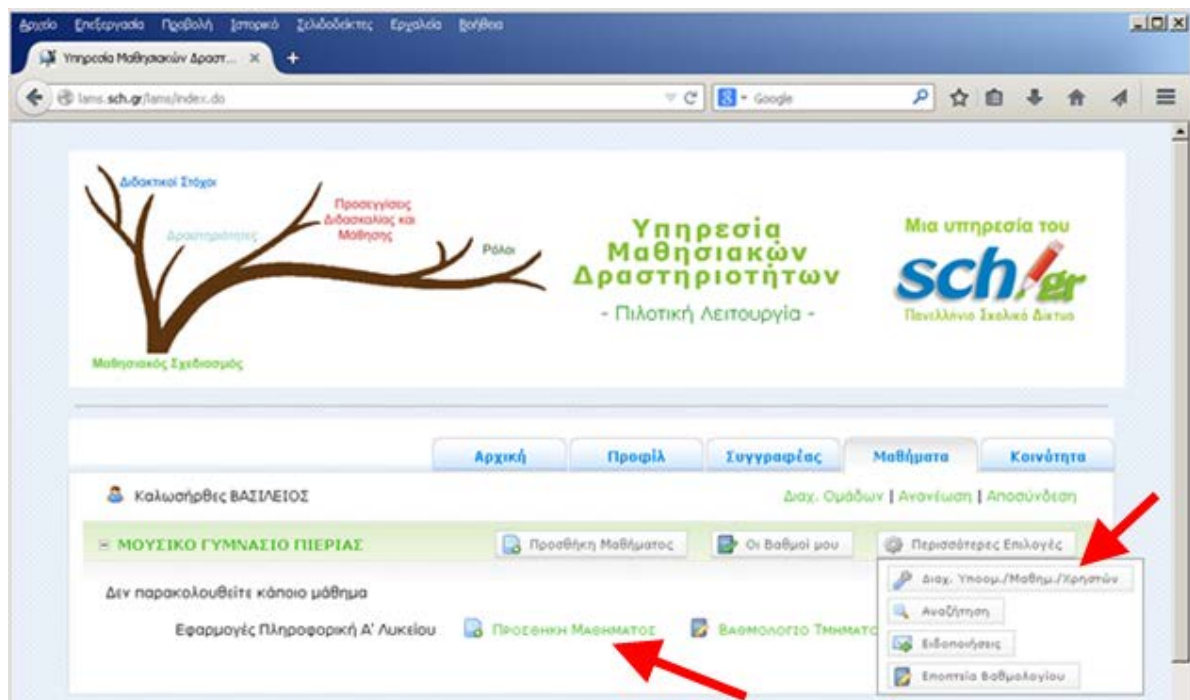 Αρχείο Επεξεργασία Προβολή Ιστορικό Σελιδοδείκτες Εργαλεία Βοήθεια
Υπηρεσία Μαθησιακών Δραστ... × +
lams.sch.gr/lams/index.do Google
Διδακτικοί Στόχοι
Δραστηριότητες
Προσεγγίσεις
Διδασκαλίας και
Μάθησης
Ρόλοι
Μαθησιακός Σχεδιασμός
Υπηρεσία
Μαθησιακών
Δραστηριοτήτων
- Πιλοτική Λειτουργία -
Μια υπηρεσία του
sch.gr
Πανελλήνιο Σχολικό Δίκτυο
Αρχική Προφίλ Συγγραφέας Μαθήματα Κοινότητα
Καλωσήρθες ΒΑΣΙΛΕΙΟΣ Διαχ. Ομάδων | Ανανέωση | Αποσύνδεση
ΜΟΥΣΙΚΟ ΓΥΜΝΑΣΙΟ ΠΙΕΡΙΑΣ Προσθήκη Μαθήματος Οι Βαθμοί μου Περισσότερες Επιλογές
Διαχ. Υποομ./Μαθημ./Χρηστών
Αναζήτηση
Ειδοποιήσεις
Εποπτεία Βαθμολογίου
Δεν παρακολουθείτε κάποιο μάθημα
Εφαρμογές Πληροφορική Α' Λυκείου ΠΡΟΣΘΗΚΗ ΜΑΘΗΜΑΤΟΣ ΒΑΘΜΟΛΟΓΙΟ ΤΜΗΜΑΤΟ